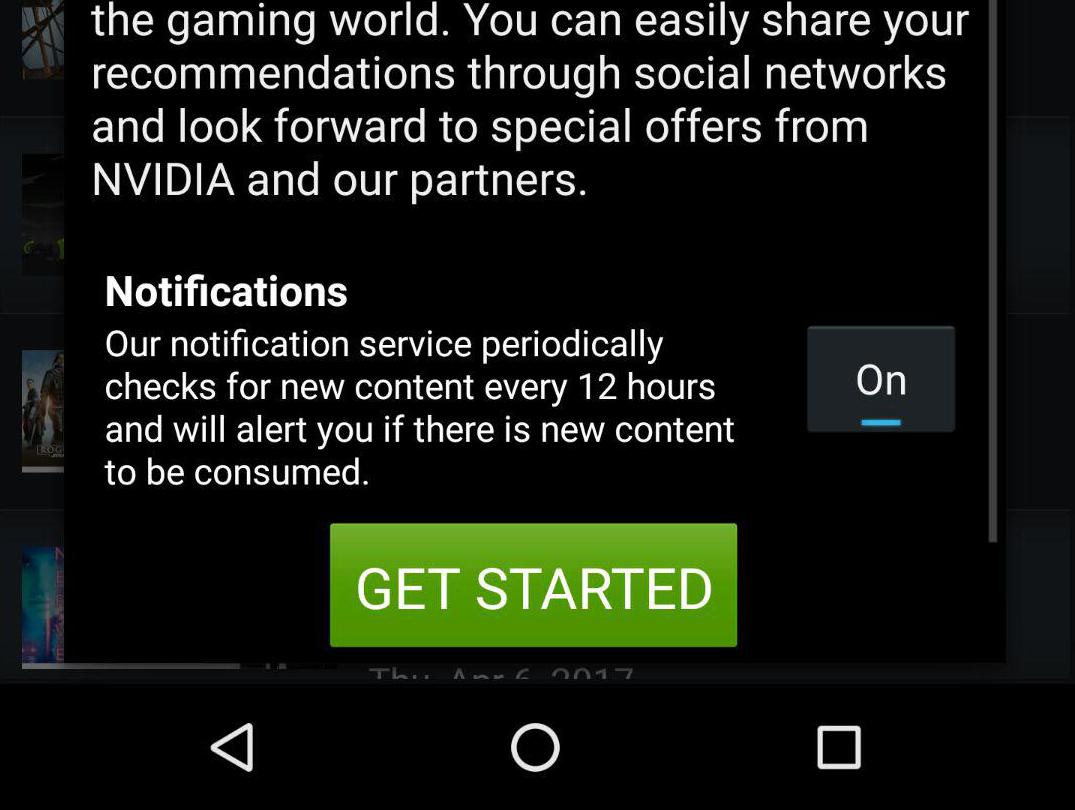 the gaming world. You can easily share your
recommendations through social networks
and look forward to special offers from
NVIDIA and our partners.
Notifications
Our notification service periodically
checks for new content every 12 hours
and will alert you if there is new content
to be consumed.
On
GET STARTED
Thu, Apr 6, 2017